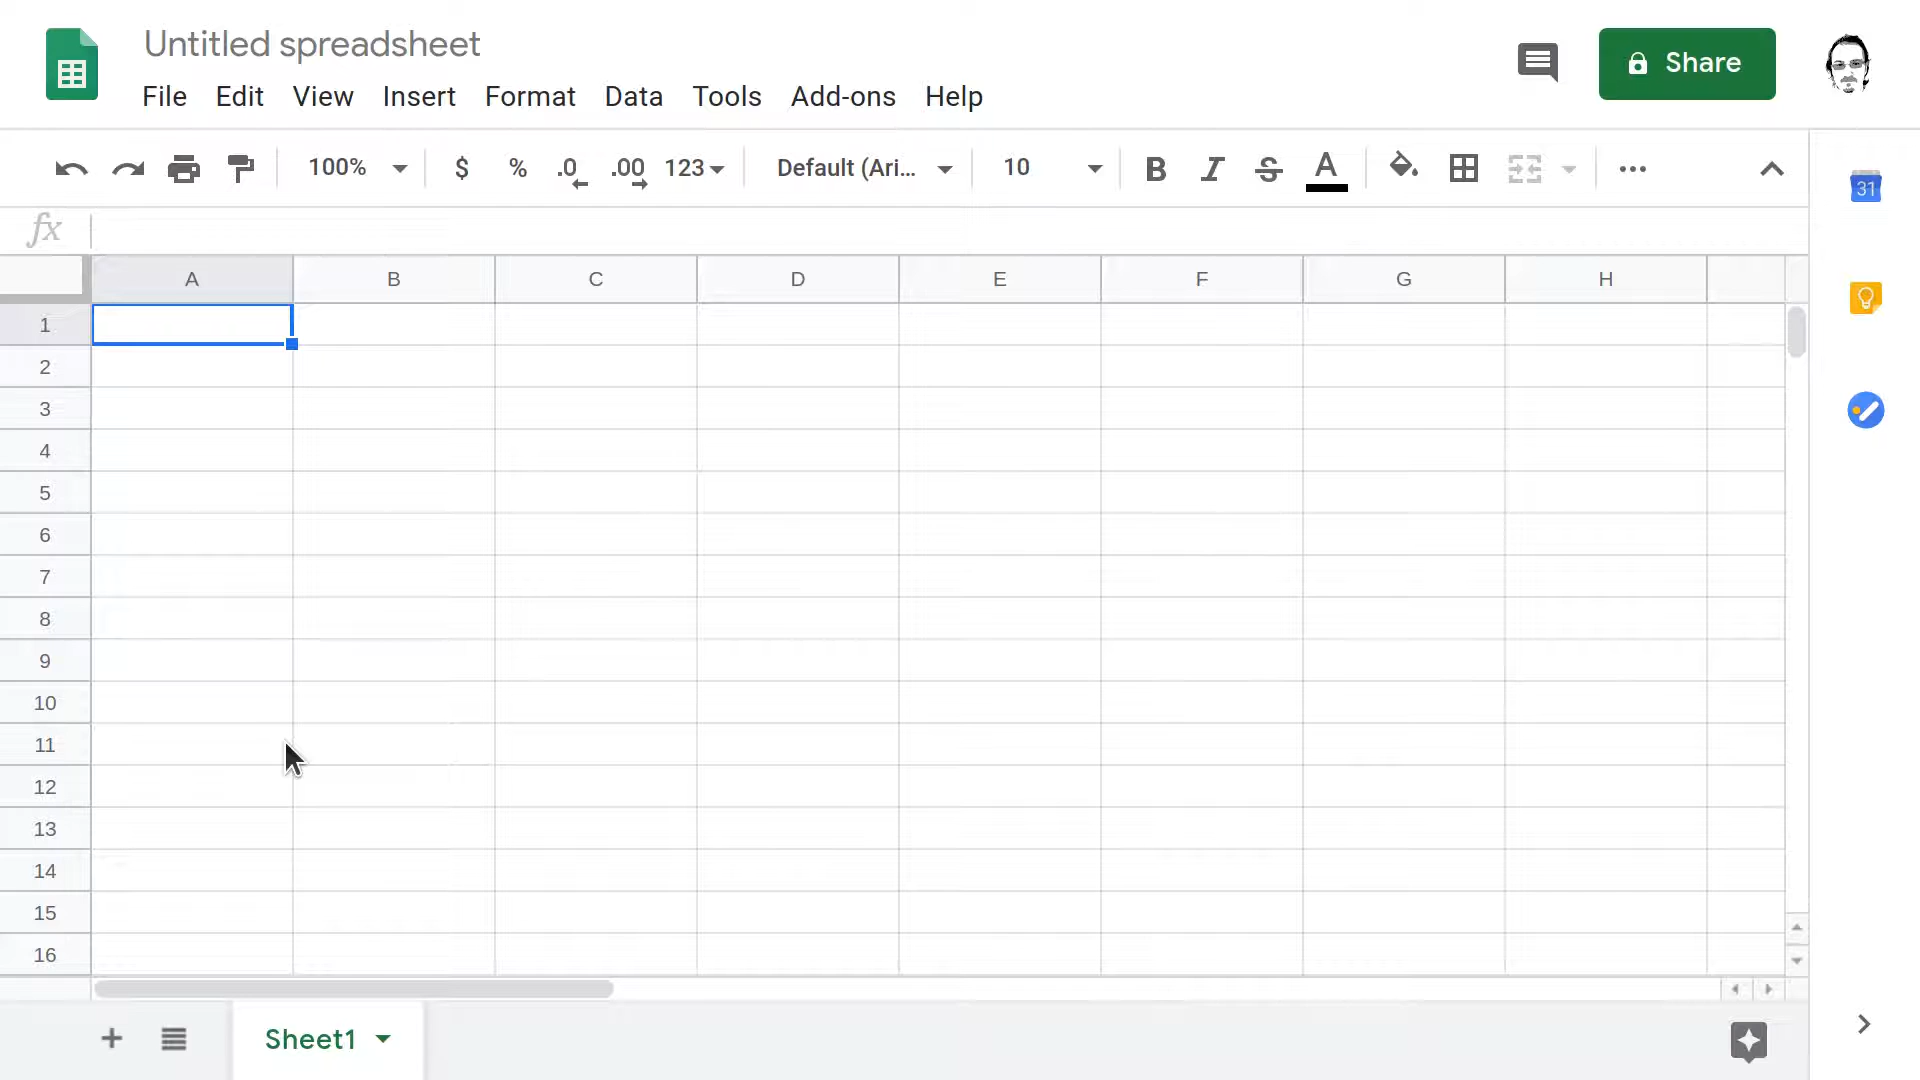 Untitled spreadsheet
File Edit View Insert Format Data Tools Add-ons Help
Share
100% $ % .0 .00 123 Default (Ari... 10 B I S A
31
fx
A B C D E F G H
1
2
3
4
5
6
7
8
9
10
11
12
13
14
15
16
Sheet1